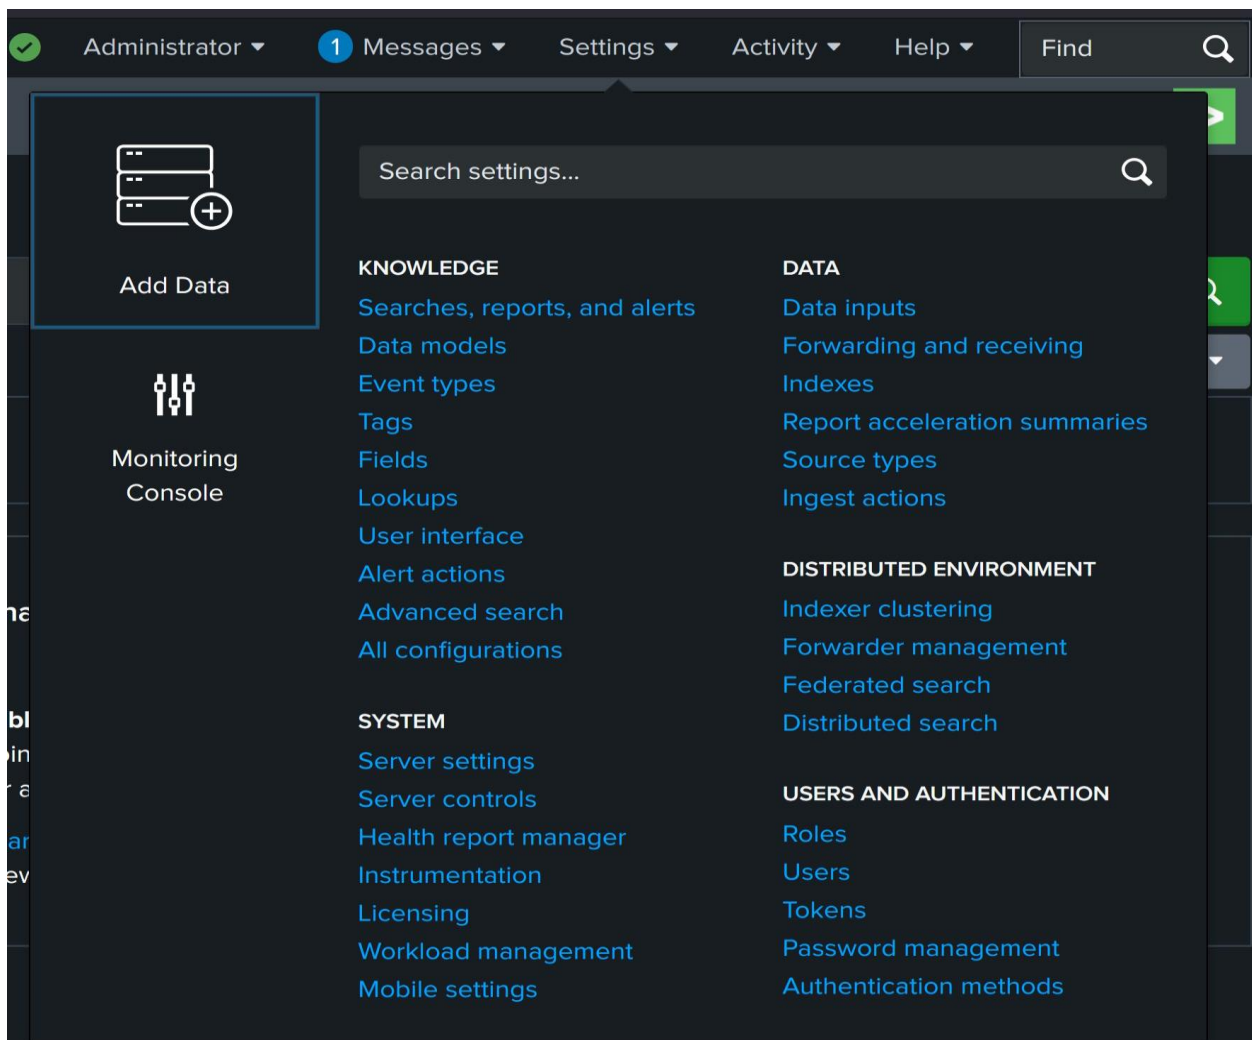 Administrator
1 Messages
Settings
Activity
Help
Find
Add Data
Monitoring
Console
Search settings...
KNOWLEDGE
Searches, reports, and alerts
Data models
Event types
Tags
Fields
Lookups
User interface
Alert actions
Advanced search
All configurations
SYSTEM
Server settings
Server controls
Health report manager
Instrumentation
Licensing
Workload management
Mobile settings
DATA
Data inputs
Forwarding and receiving
Indexes
Report acceleration summaries
Source types
Ingest actions
DISTRIBUTED ENVIRONMENT
Indexer clustering
Forwarder management
Federated search
Distributed search
USERS AND AUTHENTICATION
Roles
Users
Tokens
Password management
Authentication methods